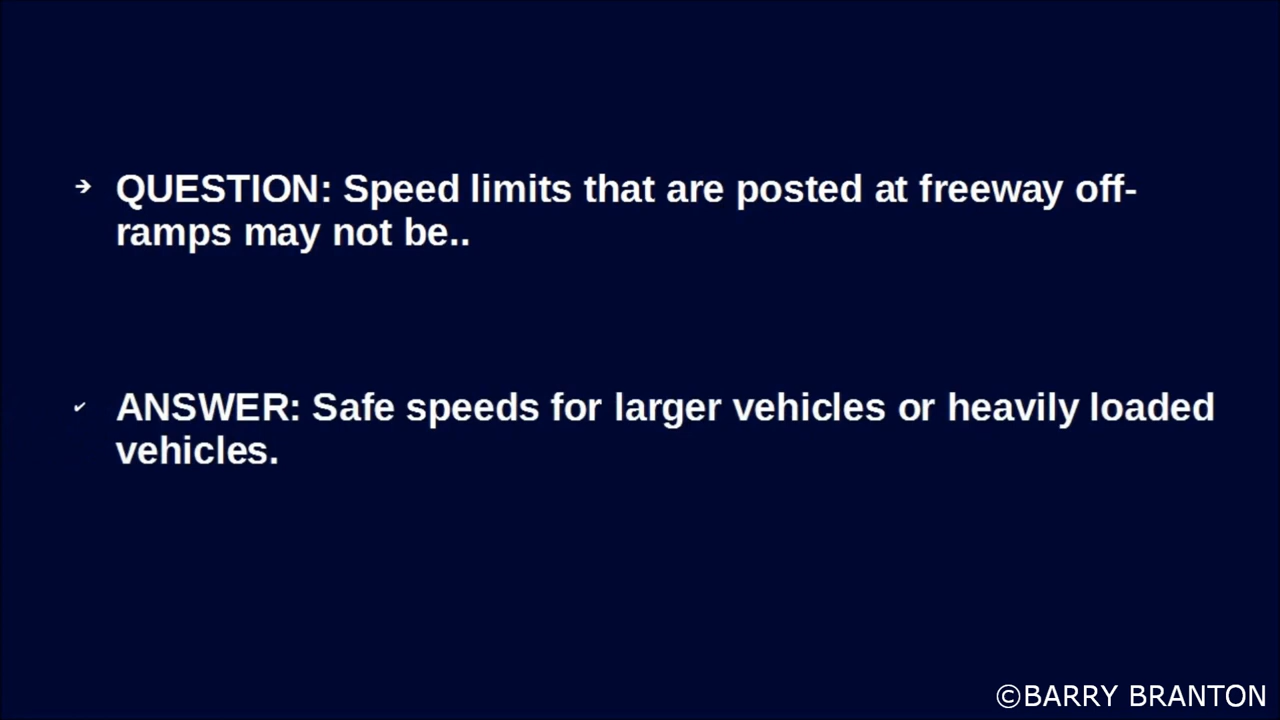 ➔ QUESTION: Speed limits that are posted at freeway off-
ramps may not be..
✔ ANSWER: Safe speeds for larger vehicles or heavily loaded
vehicles.
©BARRY BRANTON